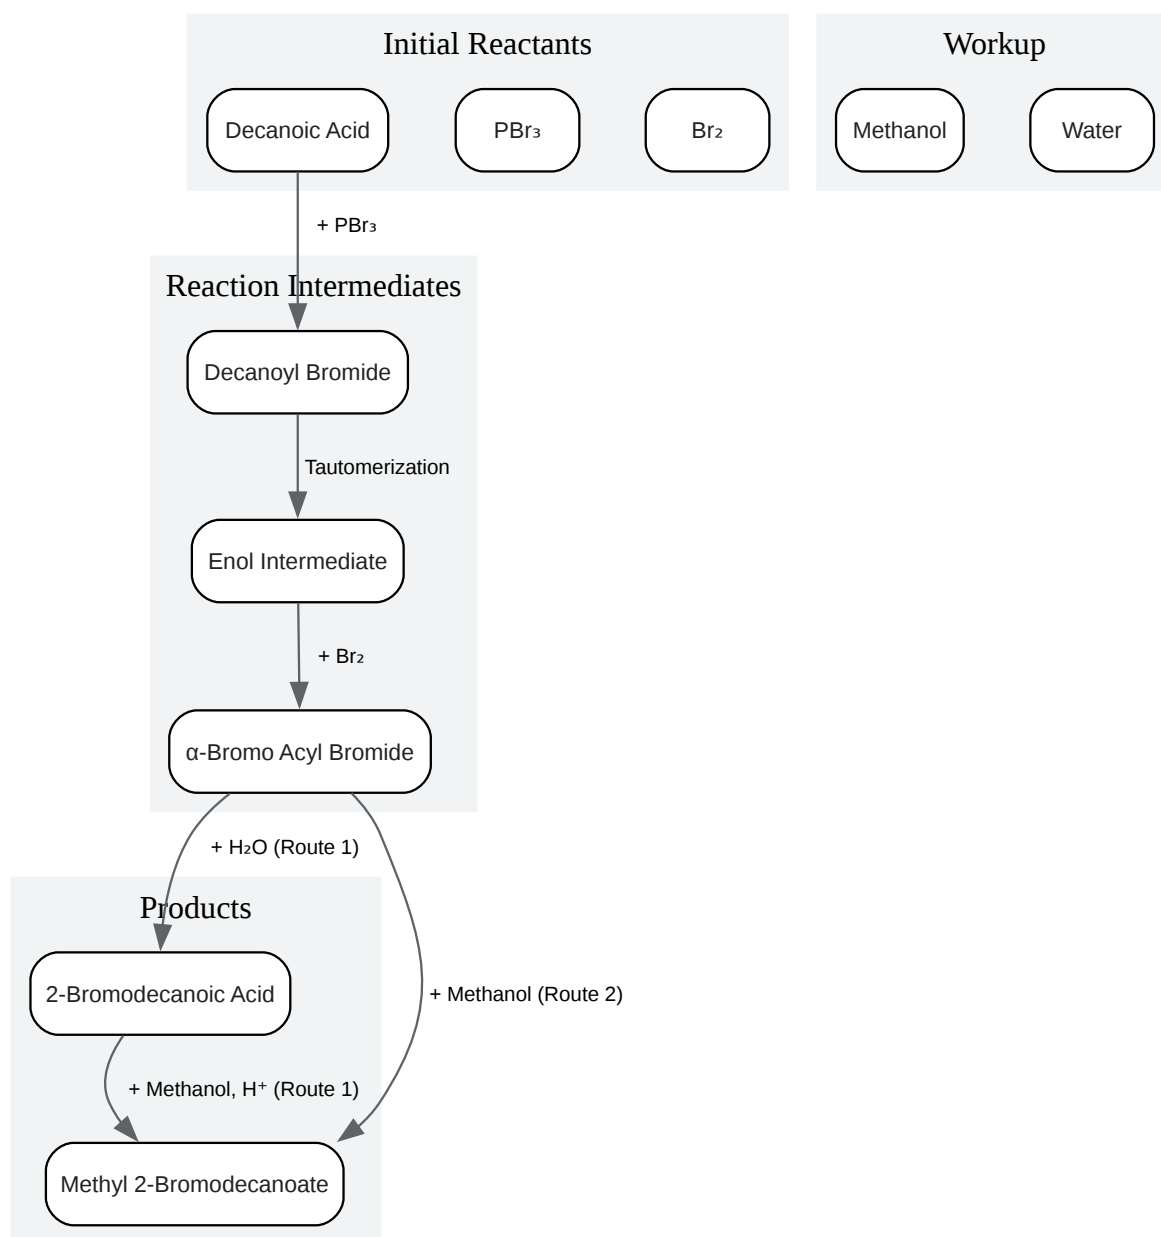 Initial Reactants
Workup
Decanoic Acid
PBr₃
Br₂
Methanol
Water
+ PBr₃
Reaction Intermediates
Decanoyl Bromide
Tautomerization
Enol Intermediate
+ Br₂
α-Bromo Acyl Bromide
+ H₂O (Route 1)
Products
2-Bromodecanoic Acid
+ Methanol (Route 2)
+ Methanol, H⁺ (Route 1)
Methyl 2-Bromodecanoate